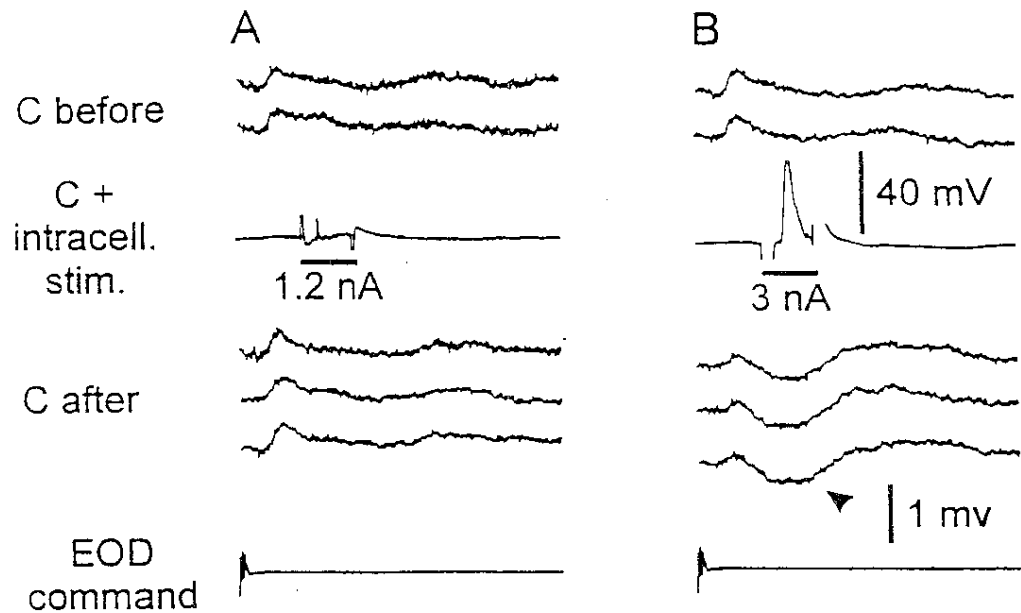 A
B
C before
C +
intracell.
stim.
40 mV
1.2 nA
3 nA
C after
1 mv
EOD
command